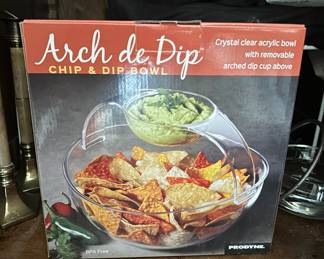 Arch de Dip
CHIP & DIP BOWL
Crystal clear acrylic bowl
with removable
arched dip cup above
BPA Free
PRODYNE